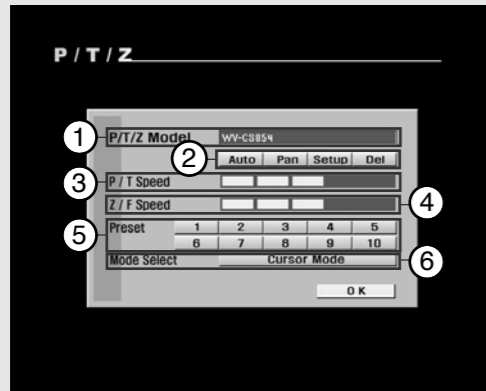 P / T / Z
1 P/T/Z Model WV-CS854
2 Auto Pan Setup Del
3 P / T Speed
Z / F Speed 4
5 Preset 1 2 3 4 5
6 7 8 9 10
Mode Select Cursor Mode 6
OK